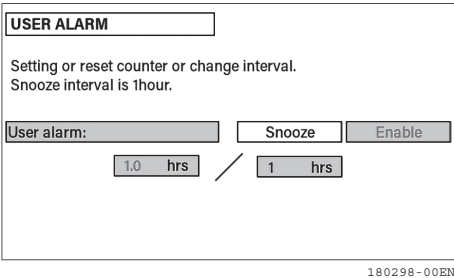 USER ALARM
Setting or reset counter or change interval.
Snooze interval is 1hour.
User alarm: Snooze Enable
1.0 hrs / 1 hrs
180298-00EN